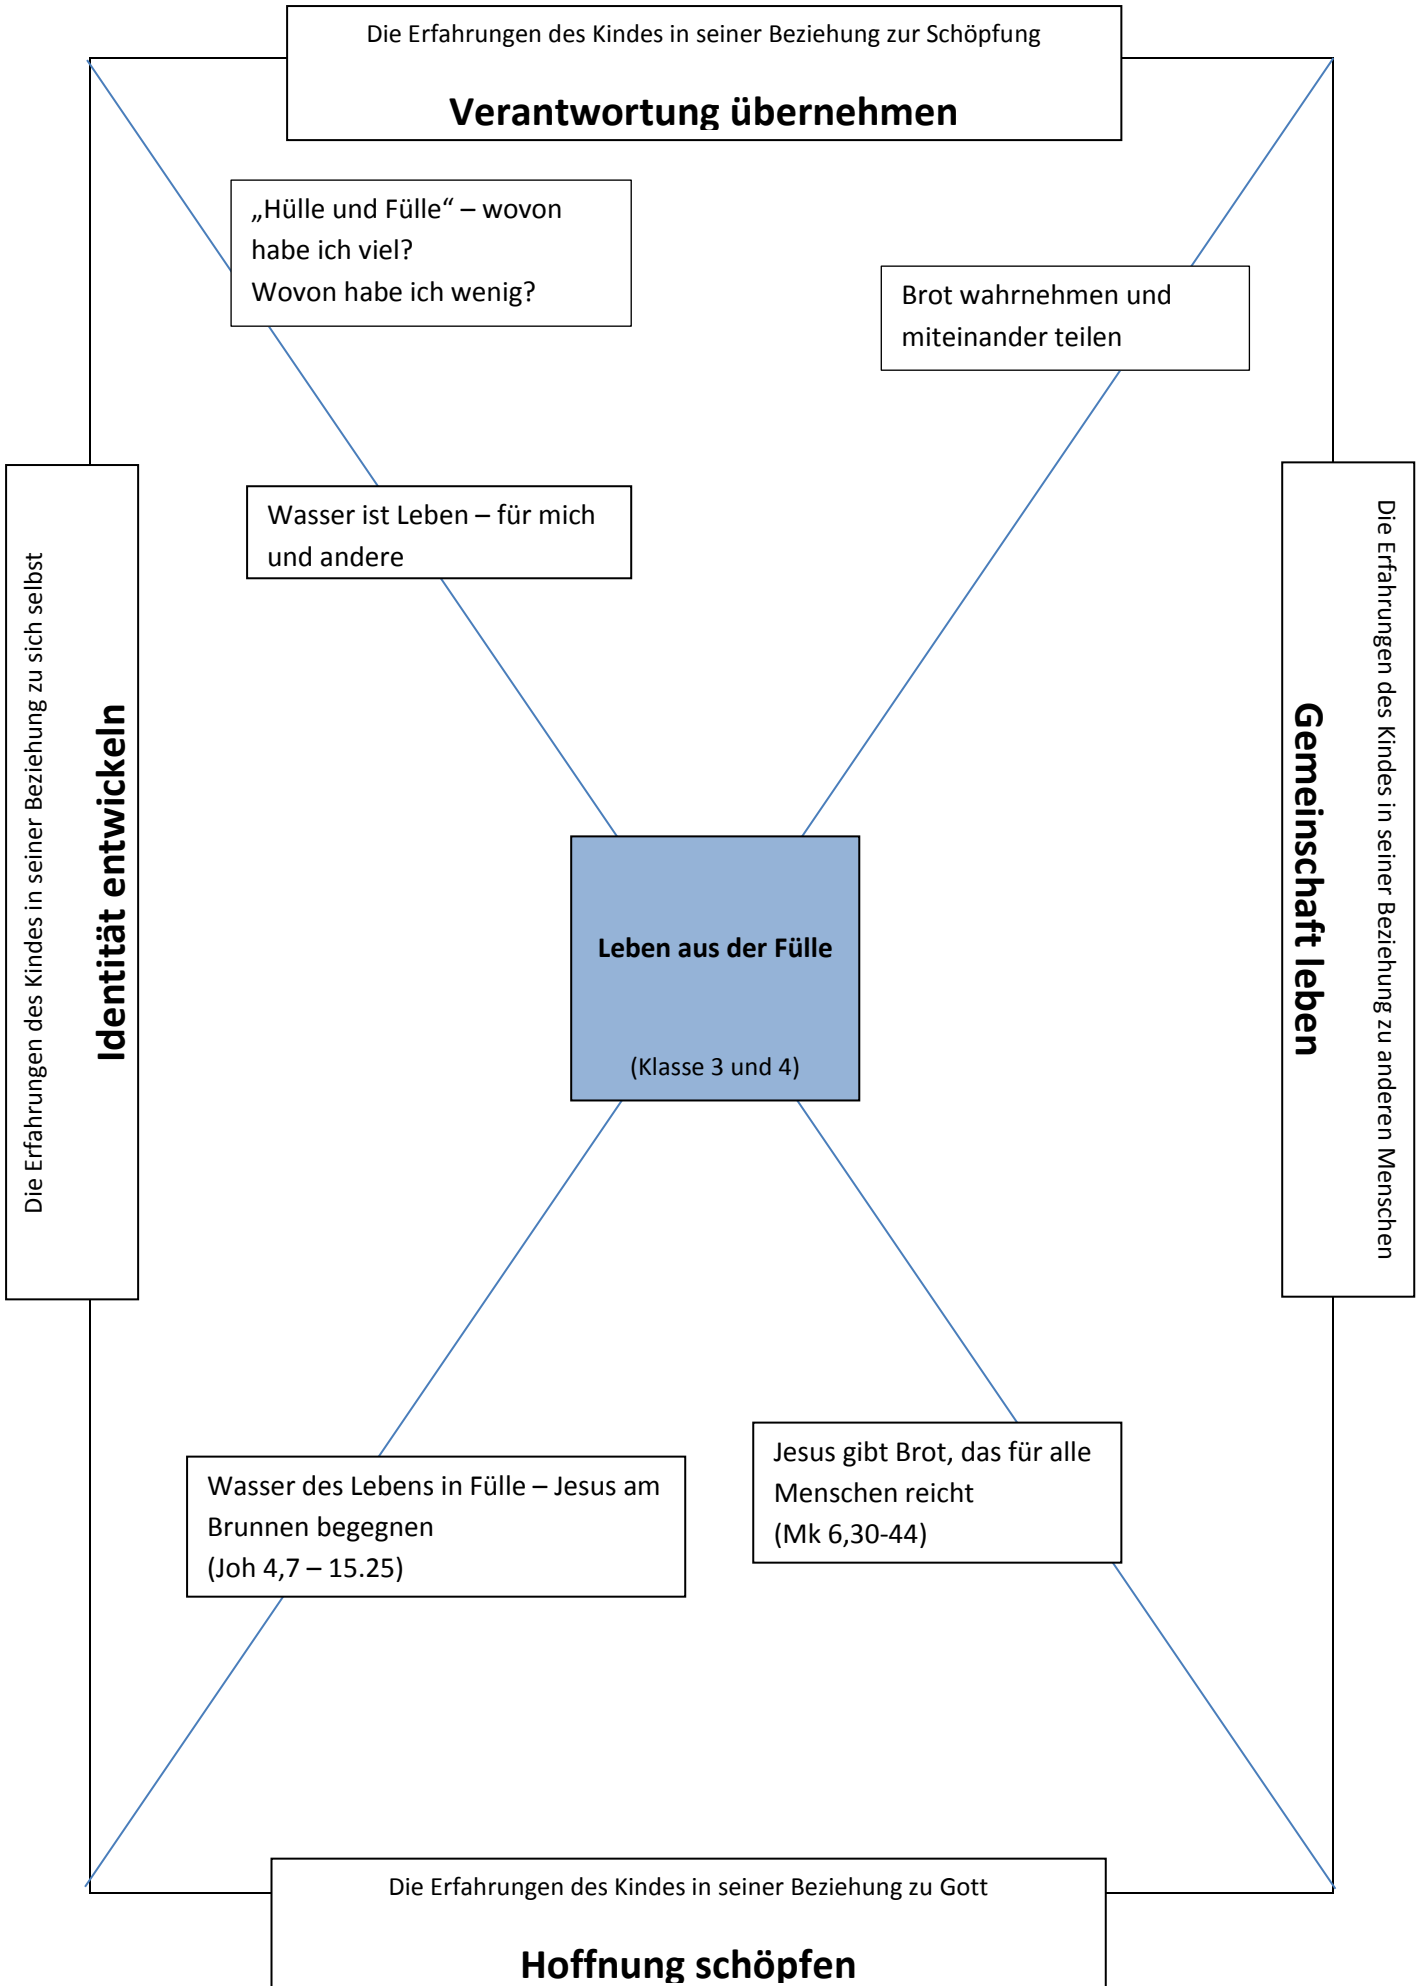 Die Erfahrungen des Kindes in seiner Beziehung zur Schöpfung
Verantwortung übernehmen
„Hülle und Fülle“ – wovon
habe ich viel?
Wovon habe ich wenig?
Brot wahrnehmen und
miteinander teilen
Wasser ist Leben – für mich
und andere
Die Erfahrungen des Kindes in seiner Beziehung zu sich selbst
Identität entwickeln
Die Erfahrungen des Kindes in seiner Beziehung zu anderen Menschen
Gemeinschaft leben
Leben aus der Fülle
(Klasse 3 und 4)
Wasser des Lebens in Fülle – Jesus am
Brunnen begegnen
(Joh 4,7 – 15.25)
Jesus gibt Brot, das für alle
Menschen reicht
(Mk 6,30-44)
Die Erfahrungen des Kindes in seiner Beziehung zu Gott
Hoffnung schöpfen